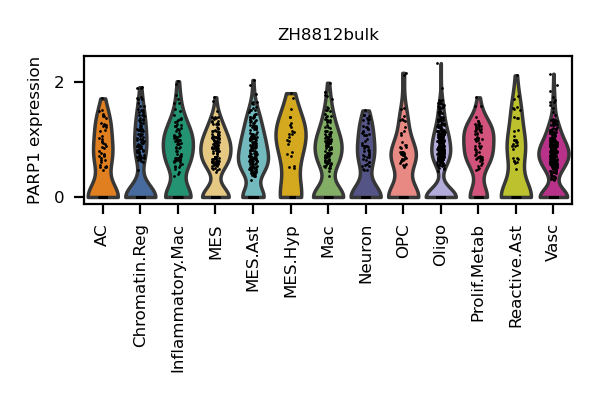 ZH8812bulk
PARP1 expression
2
0
AC
Chromatin.Reg
Inflammatory.Mac
MES
MES.Ast
MES.Hyp
Mac
Neuron
OPC
Oligo
Prolif.Metab
Reactive.Ast
Vasc